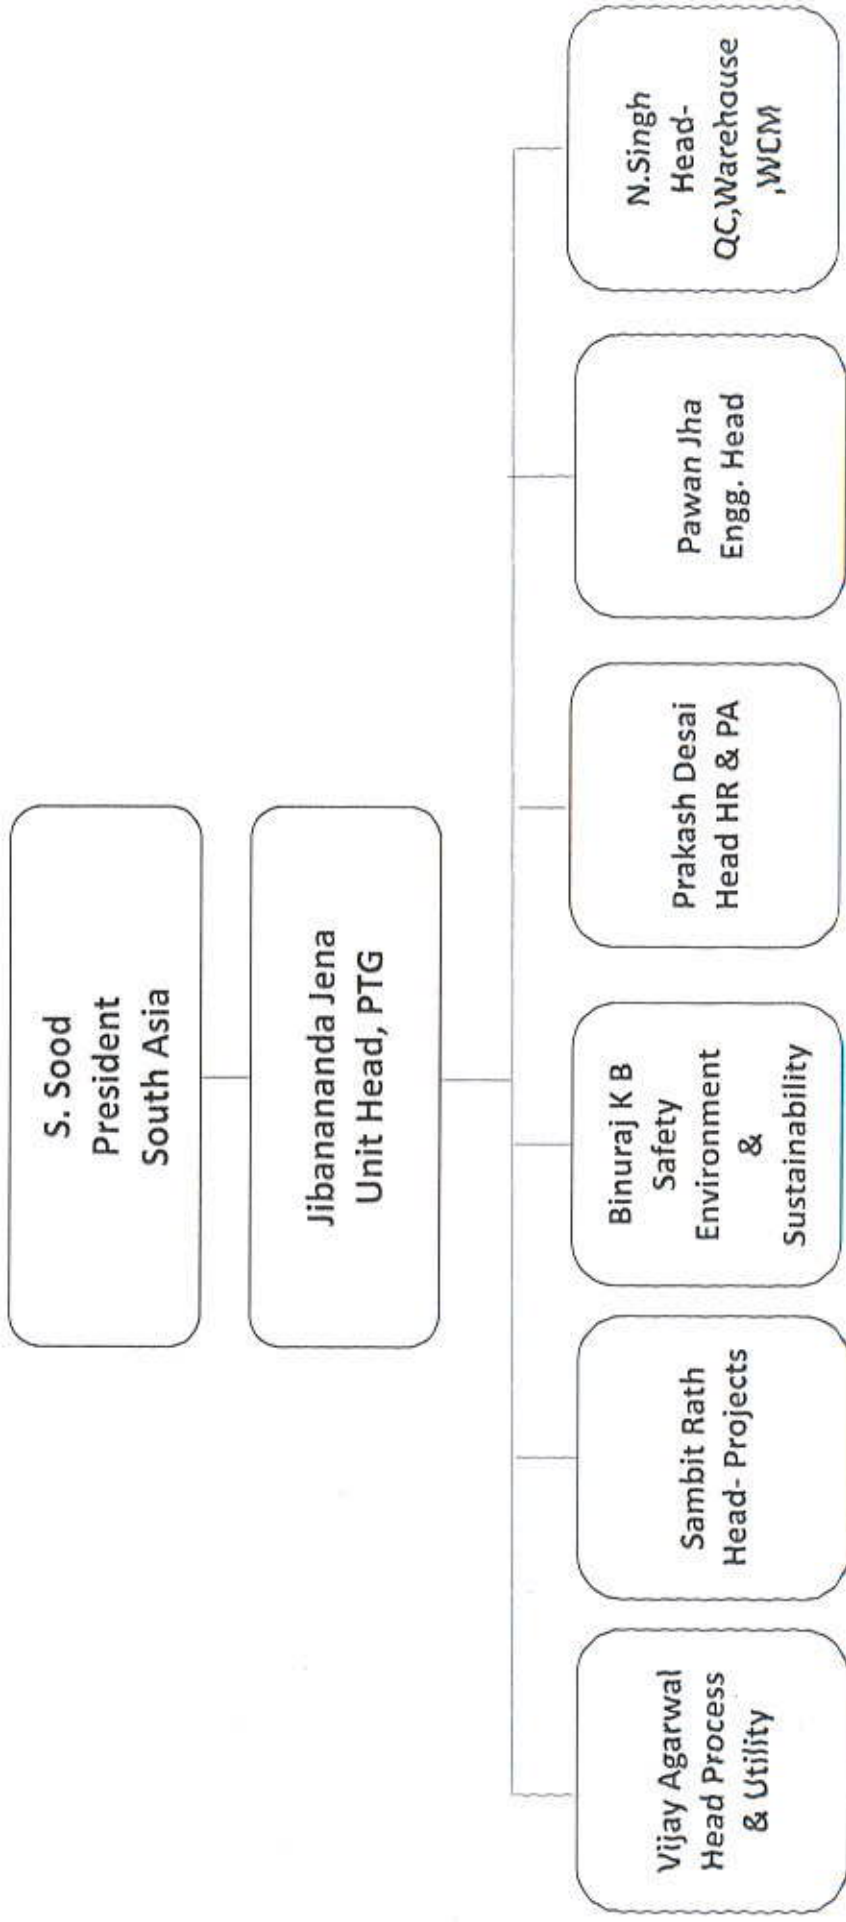 S. Sood
President
South Asia
Jibanananda Jena
Unit Head, PTG
Vijay Agarwal
Head Process
& Utility
Sambit Rath
Head- Projects
Binuraj K B
Safety
Environment
&
Sustainability
Prakash Desai
Head HR & PA
Pawan Jha
Engg. Head
N.Singh
Head-
QC,Warehouse
,WCM